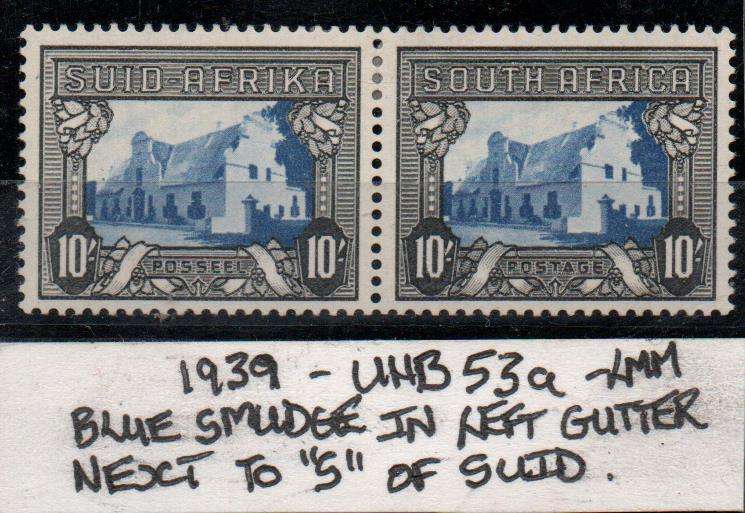 SUID-AFRIKA SOUTH AFRICA
10/- 10/- 10/- 10/-
POSSEEL POSTAGE
1939 - UHB 53a - LMM
BLUE SMUDGE IN LEFT GUTTER
NEXT TO "S" OF SUID.